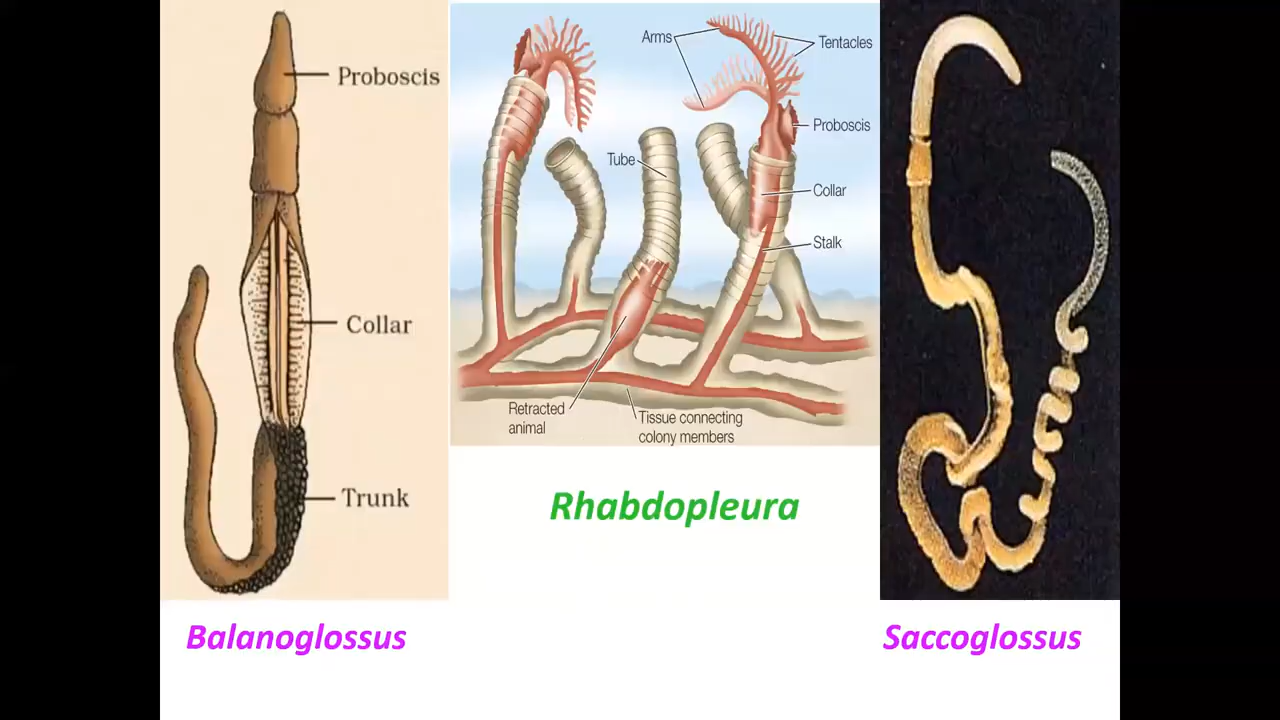 Proboscis
Collar
Trunk
Balanoglossus
Arms
Tentacles
Proboscis
Tube
Collar
Stalk
Retracted
animal
Tissue connecting
colony members
Rhabdopleura
Saccoglossus